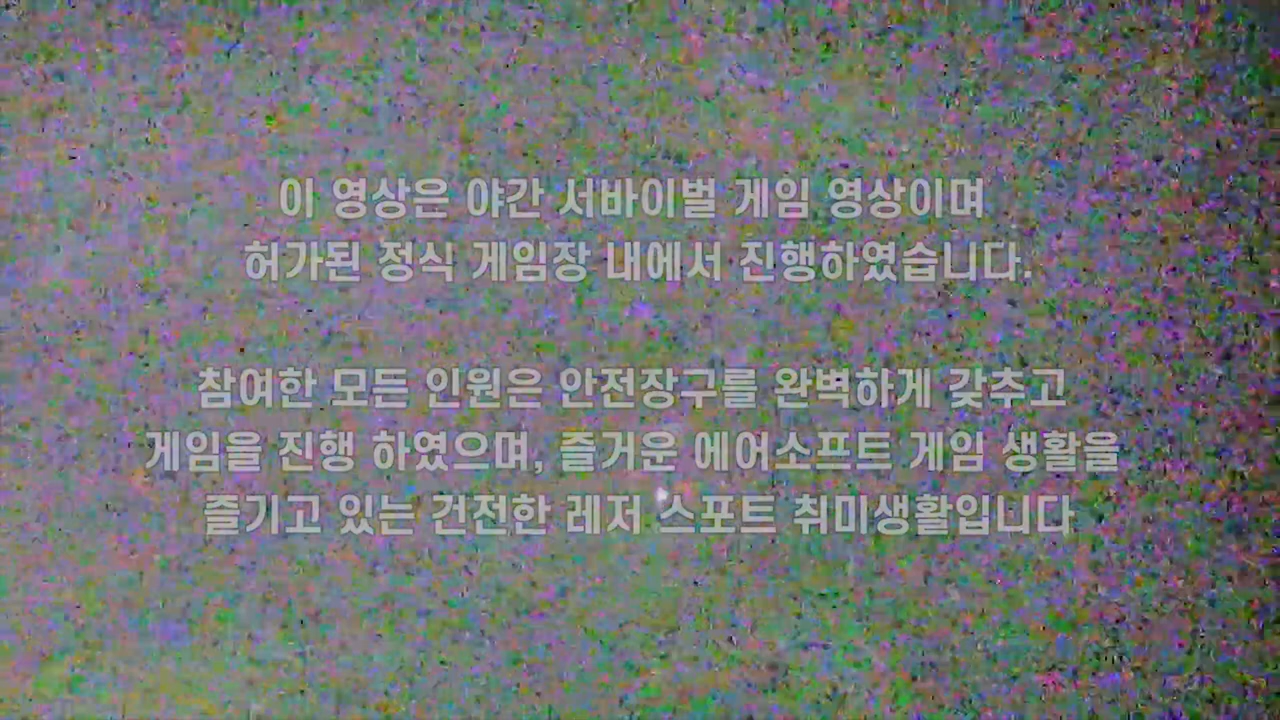 이 영상은 야간 서바이벌 게임 영상이며
허가된 정식 게임장 내에서 진행하였습니다.
참여한 모든 인원은 안전장구를 완벽하게 갖추고
게임을 진행 하였으며, 즐거운 에어소프트 게임 생활을
즐기고 있는 건전한 레저 스포트 취미생활입니다